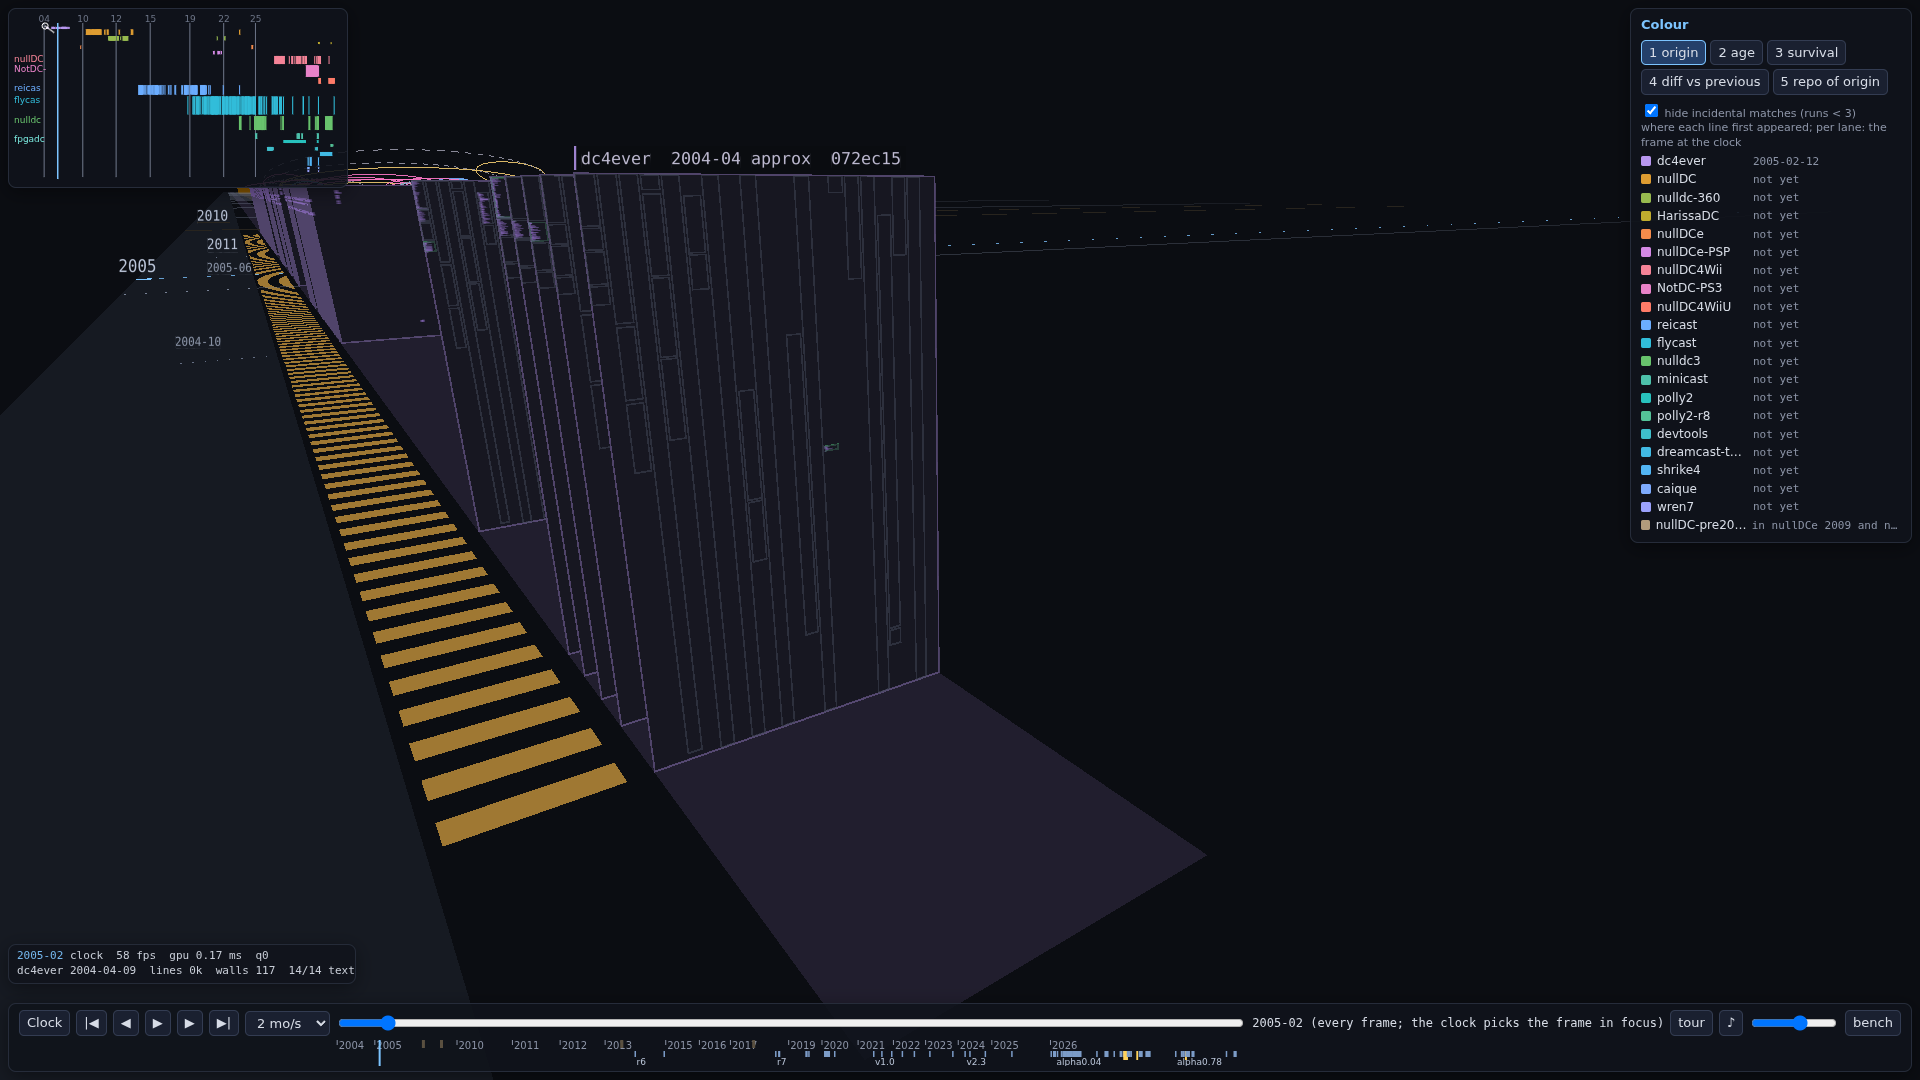 04 10 12 15 19 22 25
nullDC
NotDC-
reicas
flycas
nulldc
fpgadc
dc4ever 2004-04 approx 072ec15
2010
2011
2005
2005-06
2004-10
Colour
1 origin
2 age
3 survival
4 diff vs previous
5 repo of origin
hide incidental matches (runs < 3)
where each line first appeared; per lane: the
frame at the clock
dc4ever 2005-02-12
nullDC not yet
nulldc-360 not yet
HarissaDC not yet
nullDCe not yet
nullDCe-PSP not yet
nullDC4Wii not yet
NotDC-PS3 not yet
nullDC4WiiU not yet
reicast not yet
flycast not yet
nulldc3 not yet
minicast not yet
polly2 not yet
polly2-r8 not yet
devtools not yet
dreamcast-t… not yet
shrike4 not yet
caique not yet
wren7 not yet
nullDC-pre20… in nullDCe 2009 and n…
2005-02 clock 58 fps gpu 0.17 ms q0
dc4ever 2004-04-09 lines 0k walls 117 14/14 text
Clock |◀ ◀ ▶ ▶ ▶| 2 mo/s 2005-02 (every frame; the clock picks the frame in focus) tour ♪ bench
2004 2005 2010 2011 2012 2013 2015 2016 2017 2019 2020 2021 2022 2023 2024 2025 2026
r6 r7 v1.0 v2.3 alpha0.04 alpha0.78